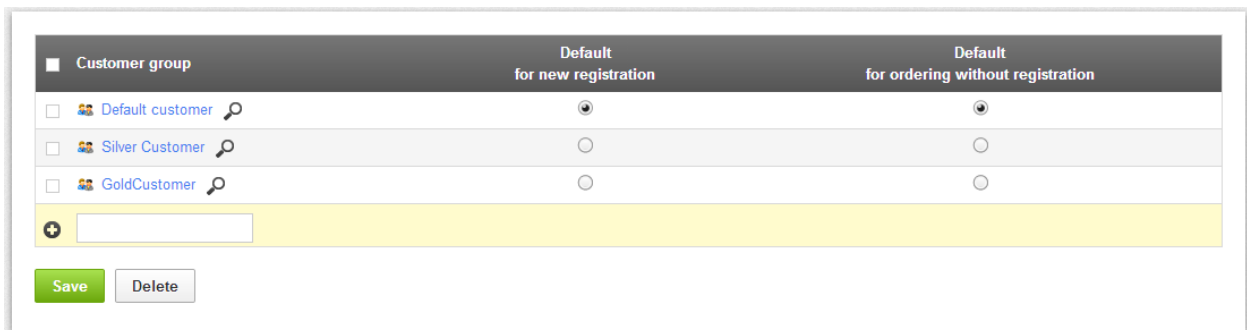 Customer group
Default
for new registration
Default
for ordering without registration
Default customer
Silver Customer
GoldCustomer
Save
Delete